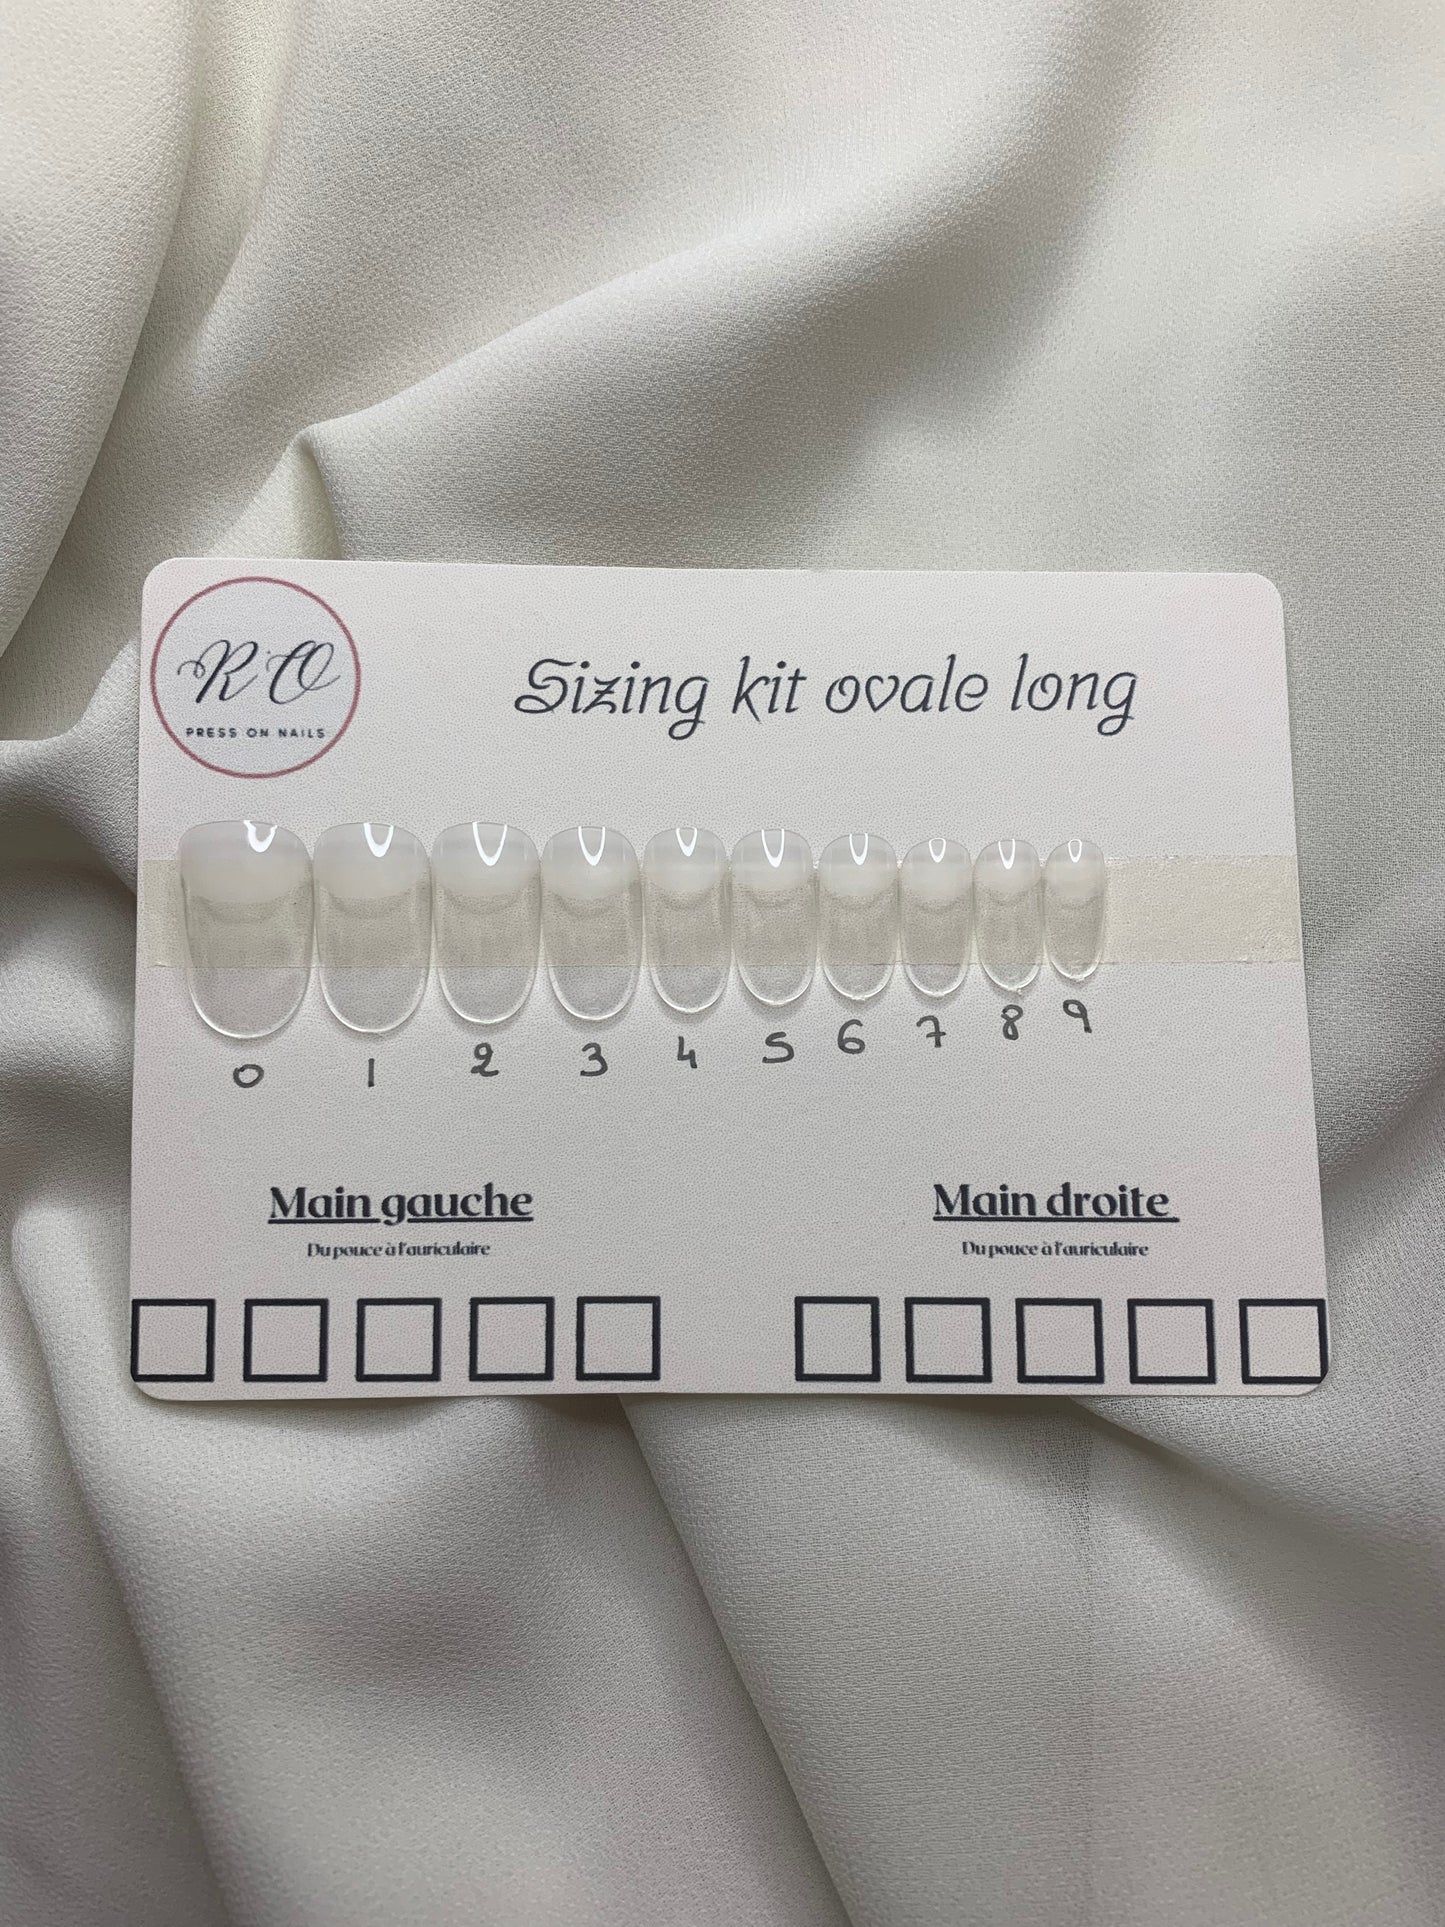 R'O
PRESS ON NAILS
Sizing kit ovale long
0 1 2 3 4 5 6 7 8 9
Main gauche
Du pouce à l'auriculaire
Main droite
Du pouce à l'auriculaire